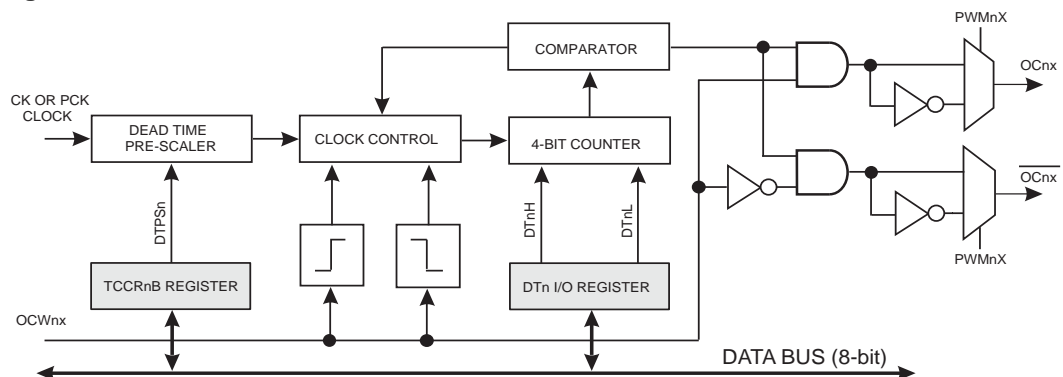 PWMnX
COMPARATOR
OCnx
CK OR PCK
CLOCK
DEAD TIME
PRE-SCALER
CLOCK CONTROL
4-BIT COUNTER
OCnx
DTPSn
DTnH
DTnL
PWMnX
TCCRnB REGISTER
DTn I/O REGISTER
OCWnx
DATA BUS (8-bit)